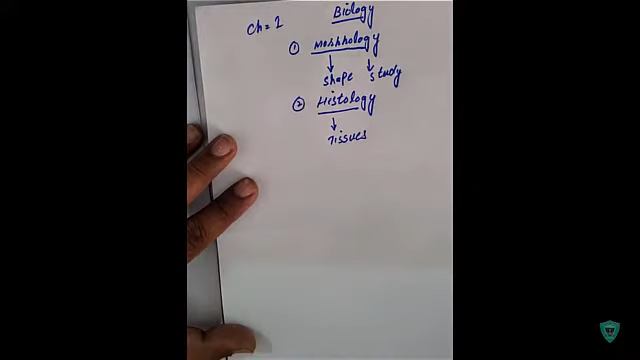 Ch = 1 Biology
① Morphology
shape study
② Histology
Tissues